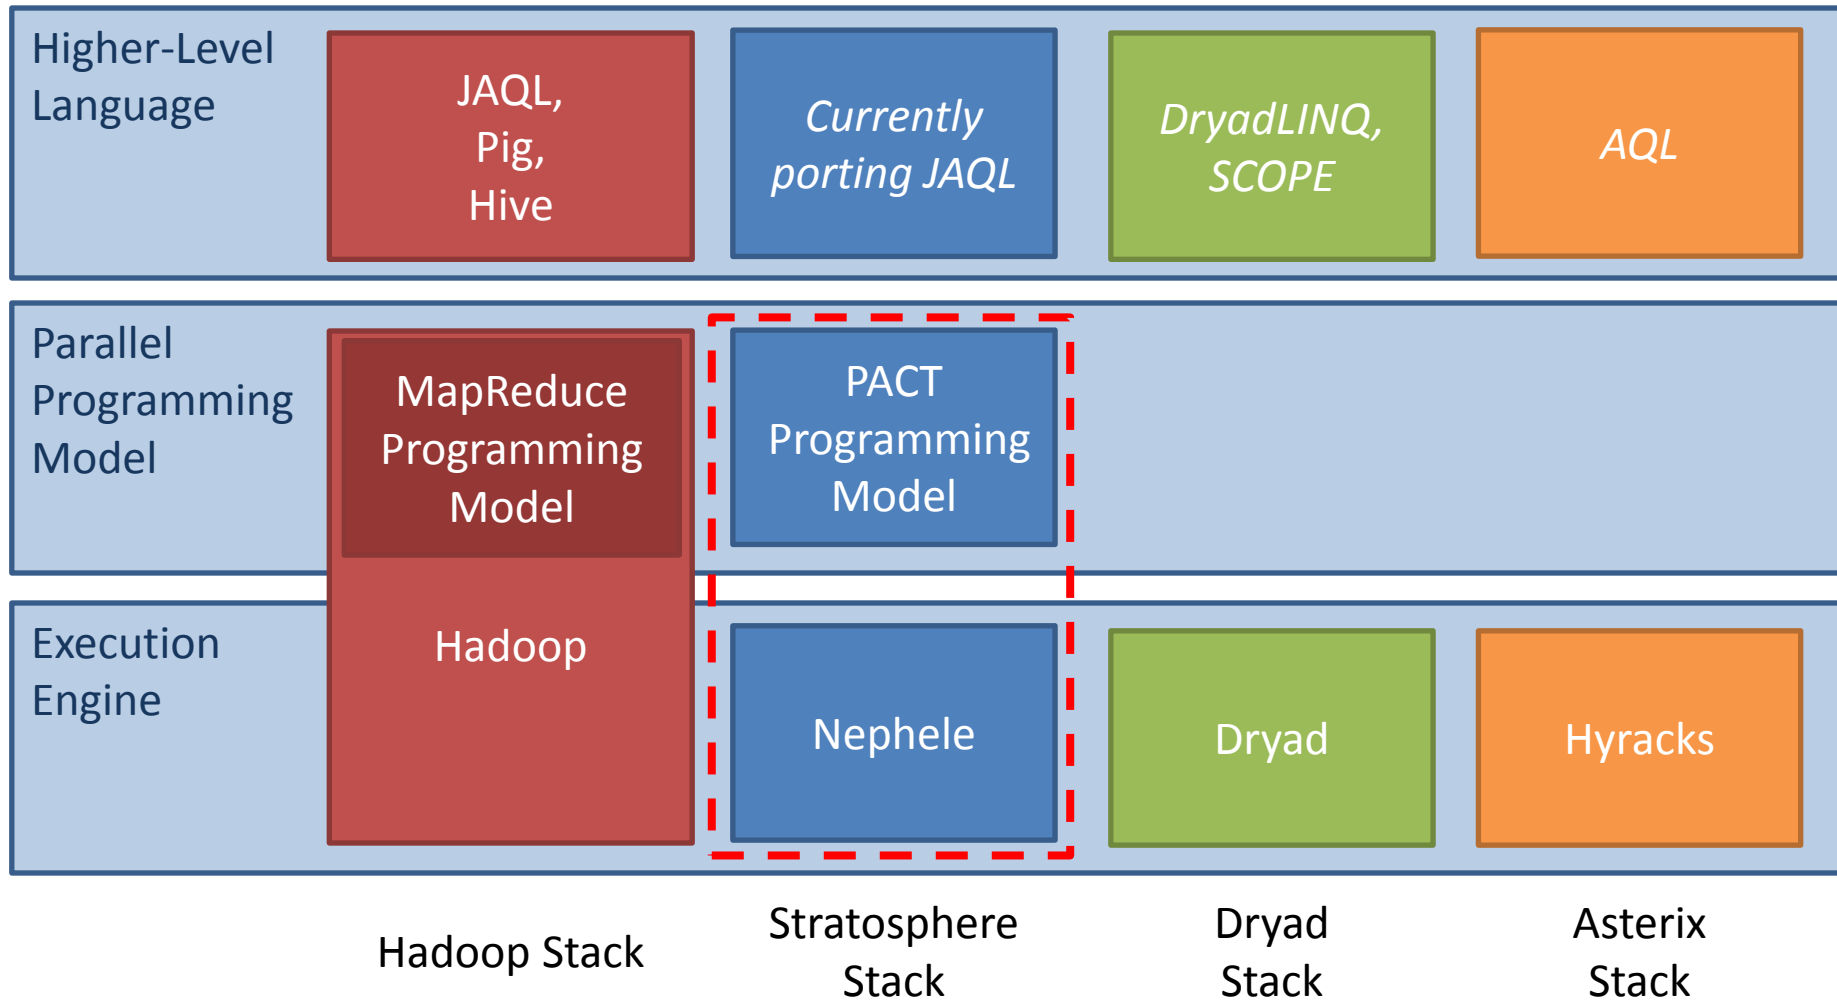 Higher-Level
Language
JAQL,
Pig,
Hive
Currently
porting JAQL
DryadLINQ,
SCOPE
AQL
Parallel
Programming
Model
MapReduce
Programming
Model
PACT
Programming
Model
Execution
Engine
Hadoop
Nephele
Dryad
Hyracks
Hadoop Stack
Stratosphere
Stack
Dryad
Stack
Asterix
Stack